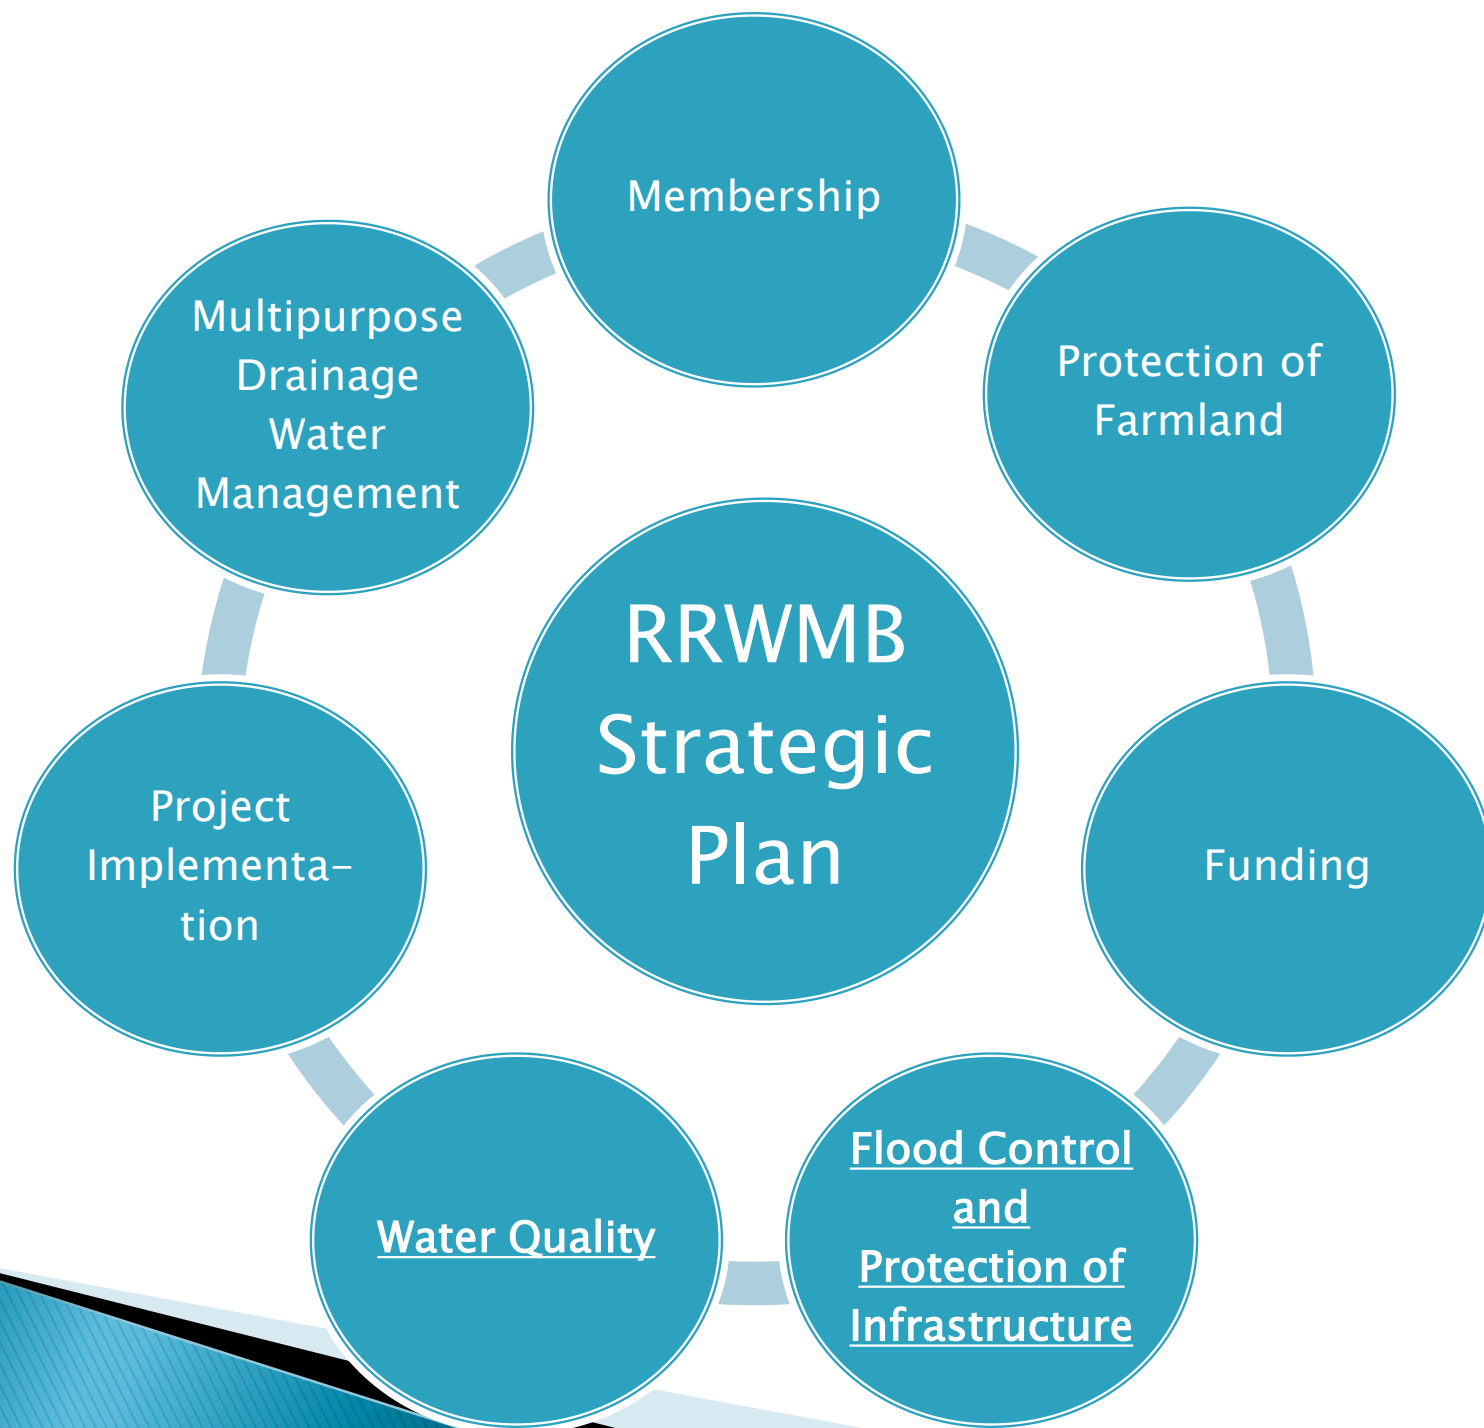 Membership
Protection of
Farmland
Funding
Flood Control
and
Protection of
Infrastructure
Water Quality
Project
Implementa-
tion
Multipurpose
Drainage
Water
Management
RRWMB
Strategic
Plan